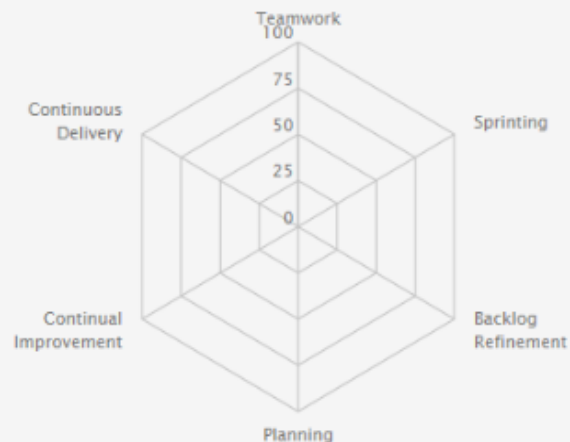 Teamwork
100
75
50
25
0
Continuous
Delivery
Sprinting
Continual
Improvement
Backlog
Refinement
Planning